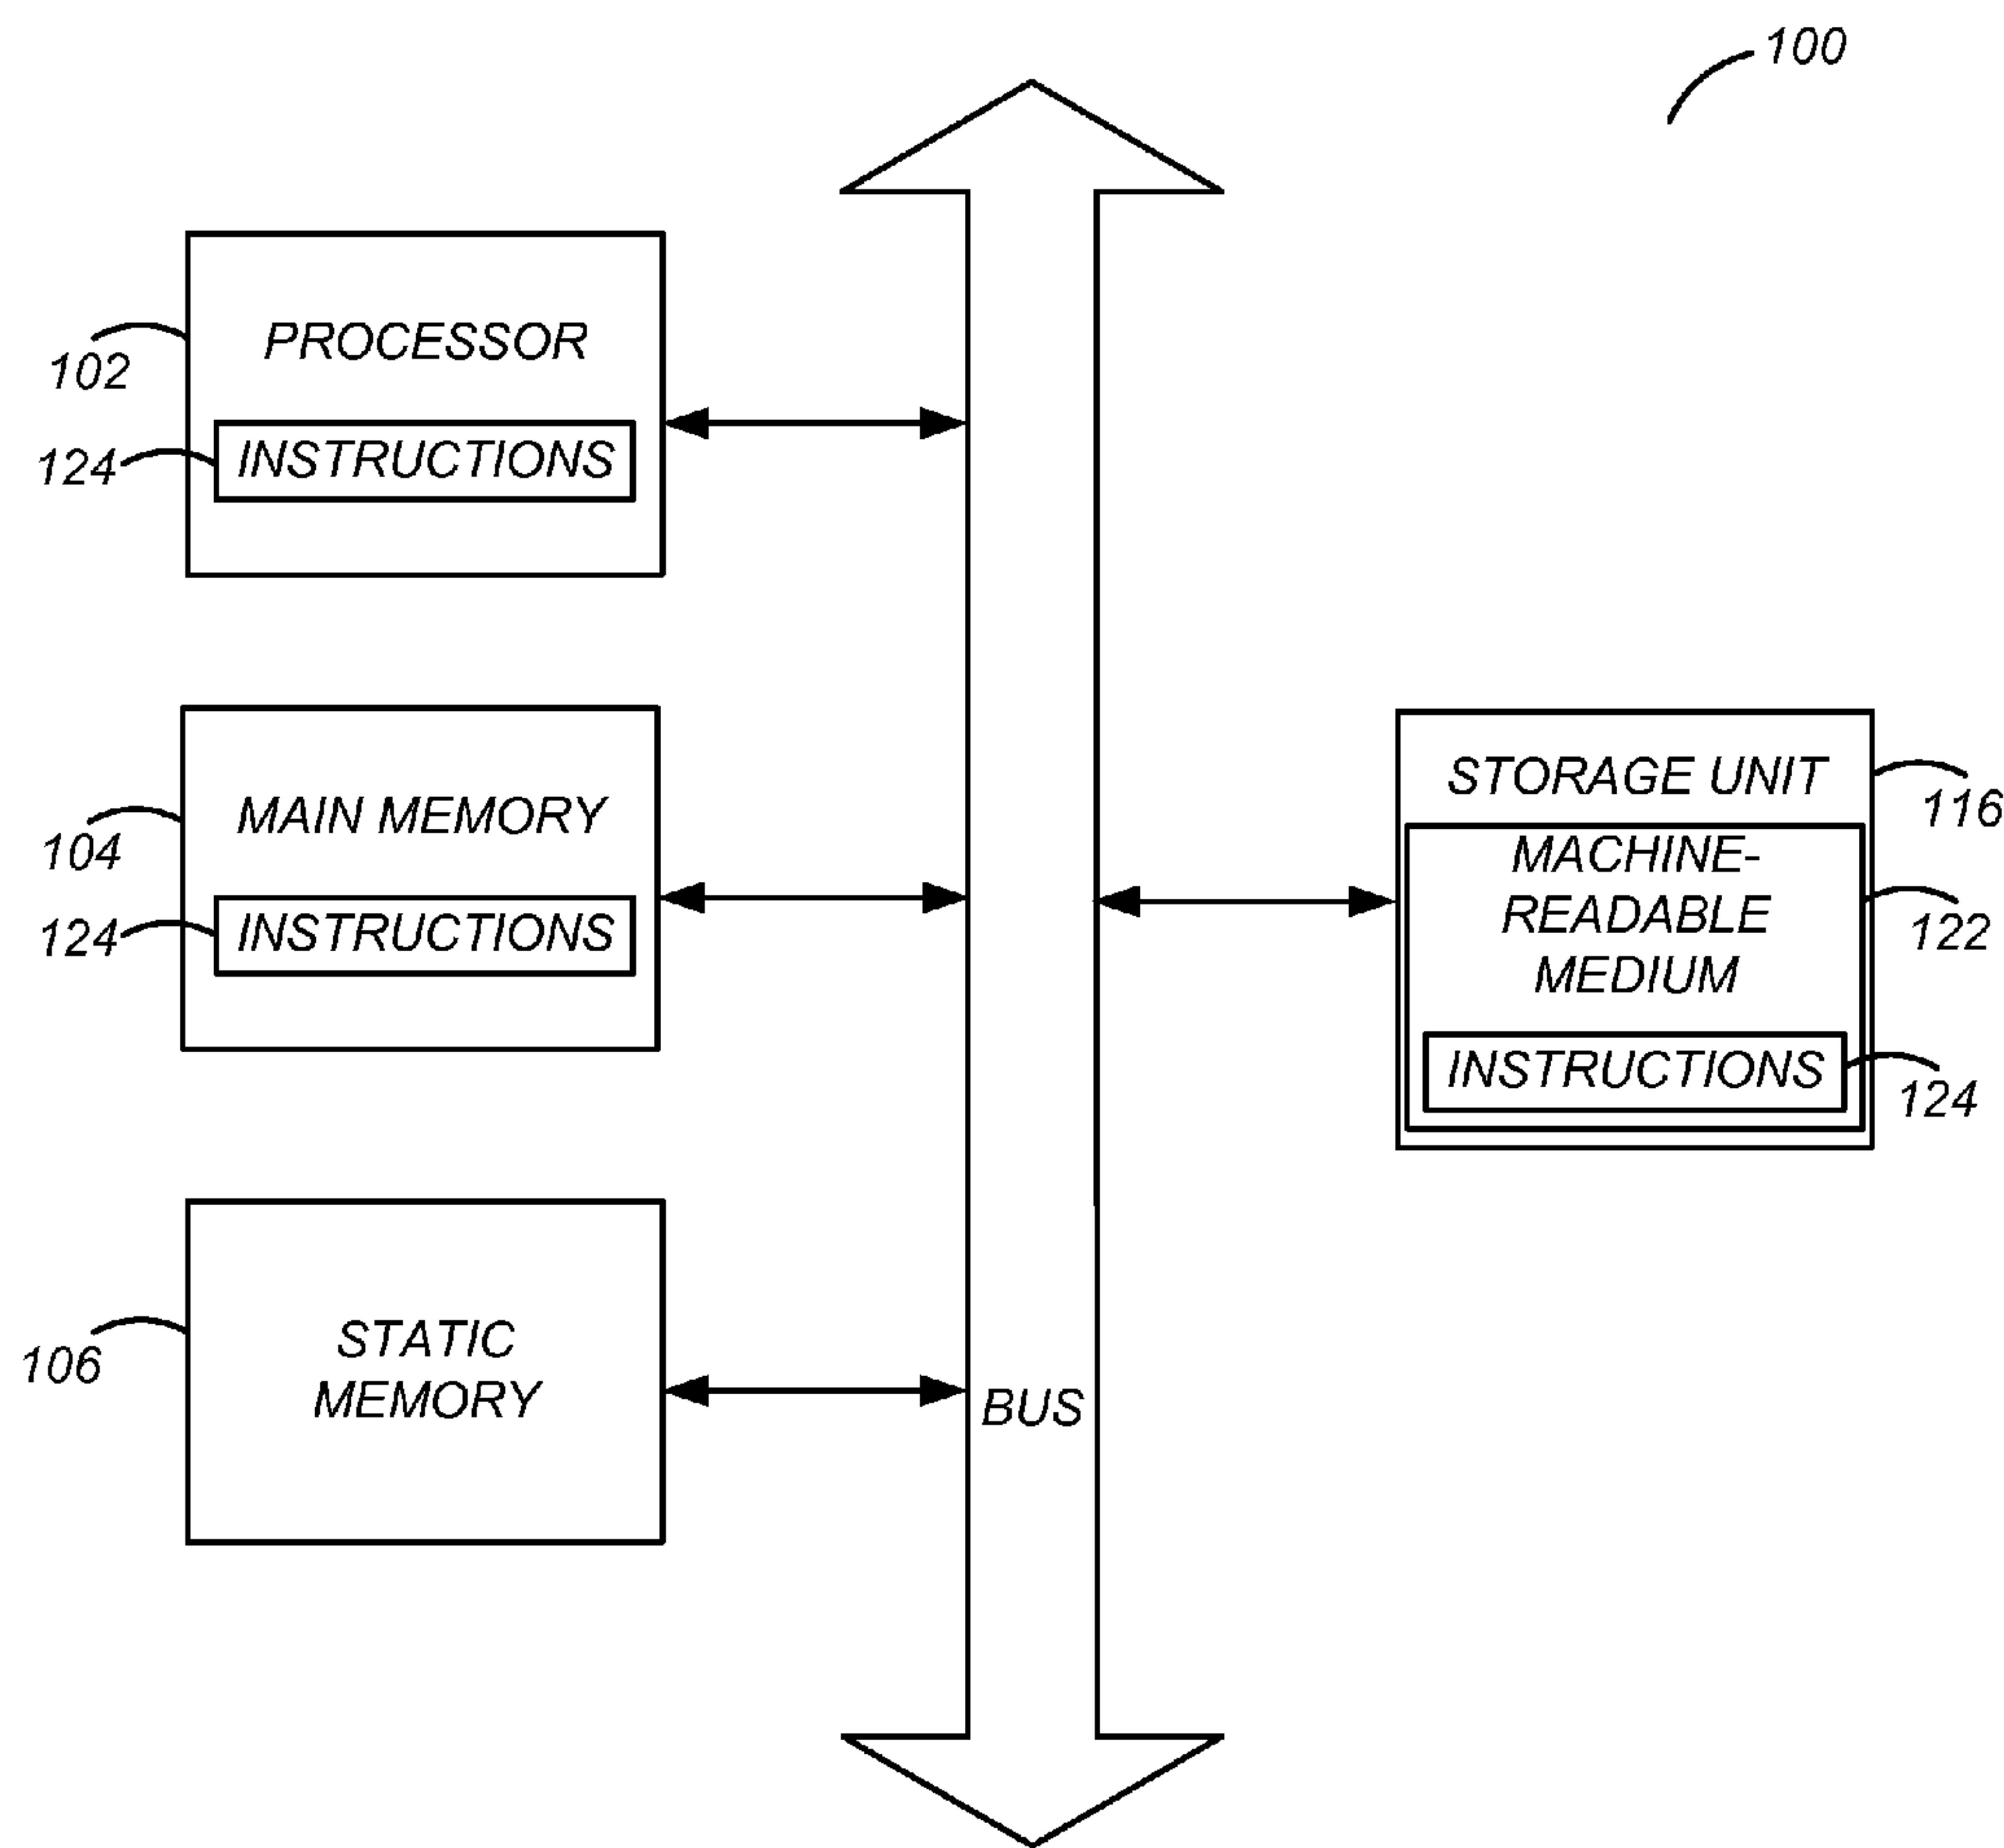 100
PROCESSOR
102
124
INSTRUCTIONS
MAIN MEMORY
104
124
INSTRUCTIONS
STATIC
MEMORY
106
BUS
STORAGE UNIT
116
MACHINE-
READABLE
MEDIUM
122
INSTRUCTIONS
124